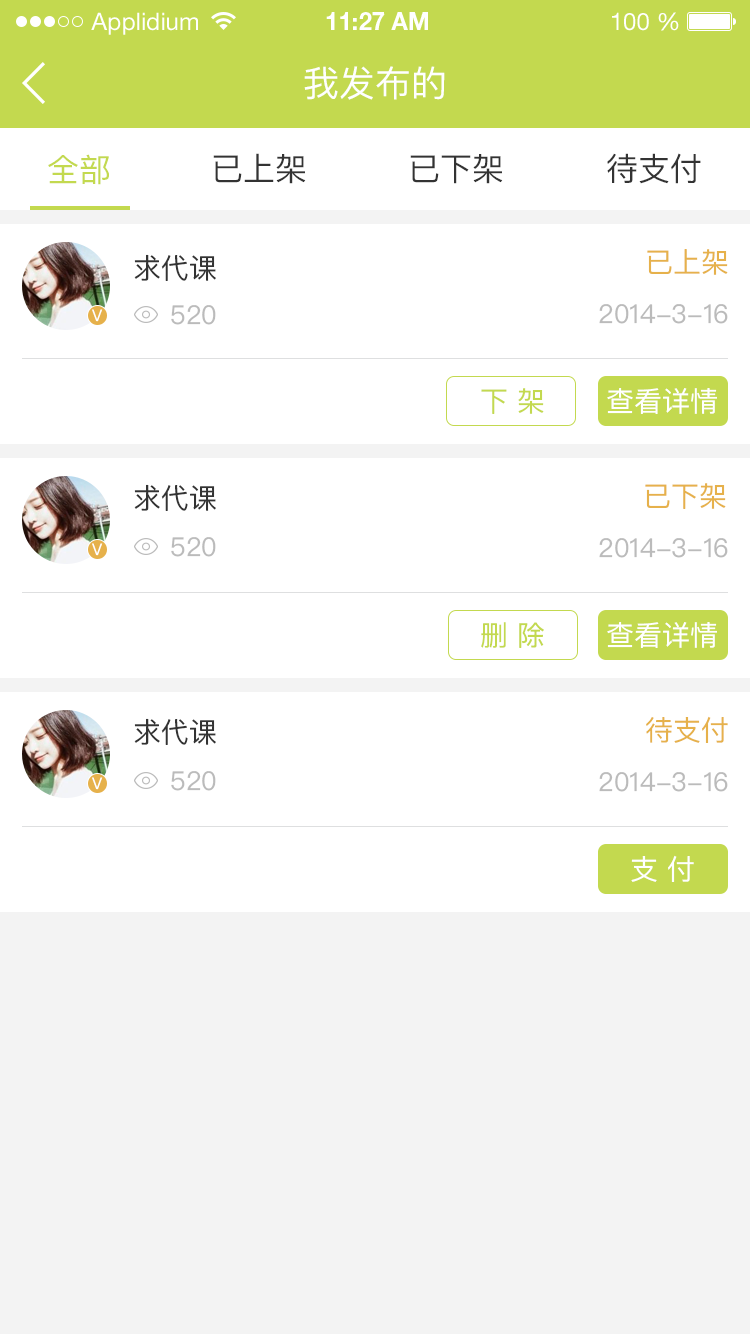 Applidium 11:27 AM 100 %
我发布的
全部 已上架 已下架 待支付
求代课 已上架
520 2014-3-16
下 架 查看详情
求代课 已下架
520 2014-3-16
删 除 查看详情
求代课 待支付
520 2014-3-16
支 付